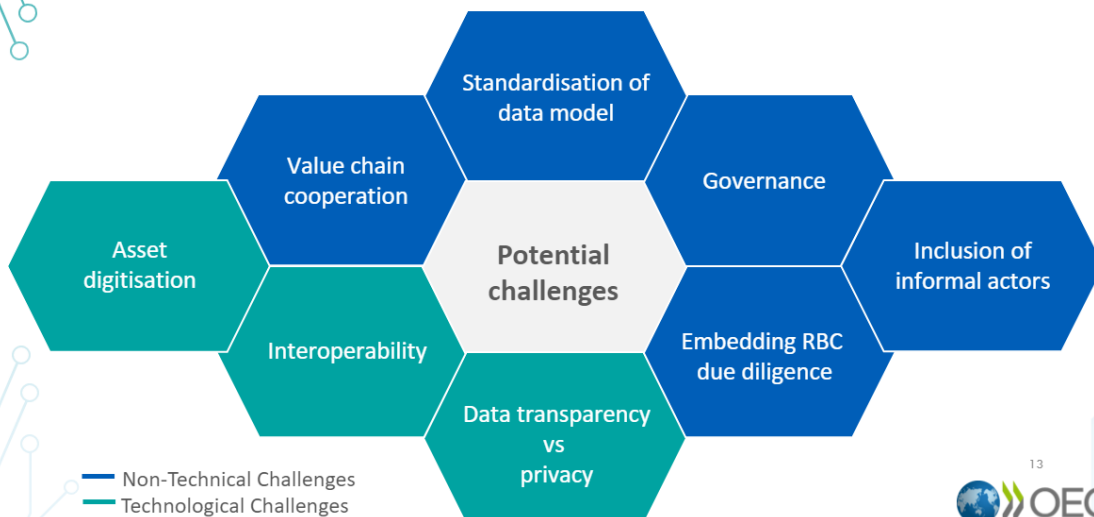 Standardisation of
data model
Value chain
cooperation
Governance
Asset
digitisation
Potential
challenges
Inclusion of
informal actors
Interoperability
Embedding RBC
due diligence
Data transparency
vs
privacy
Non-Technical Challenges
Technological Challenges
13
OEC